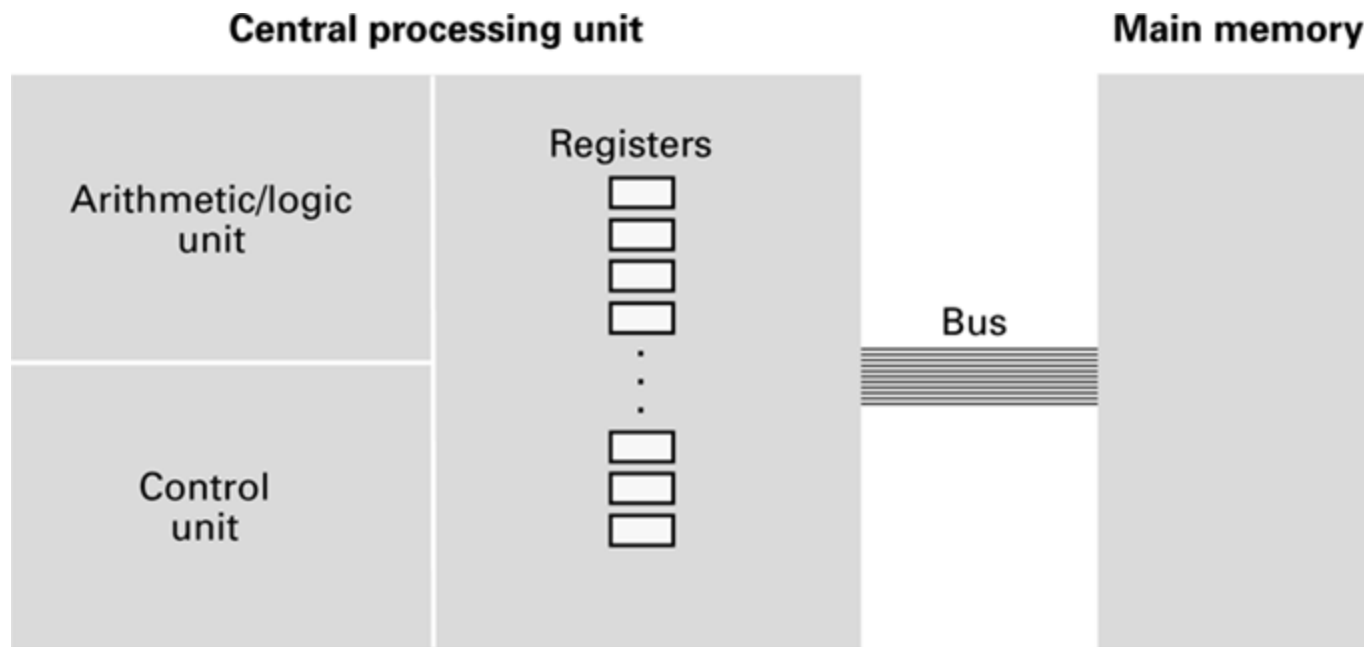 Central processing unit
Main memory
Registers
Arithmetic/logic
unit
Bus
Control
unit